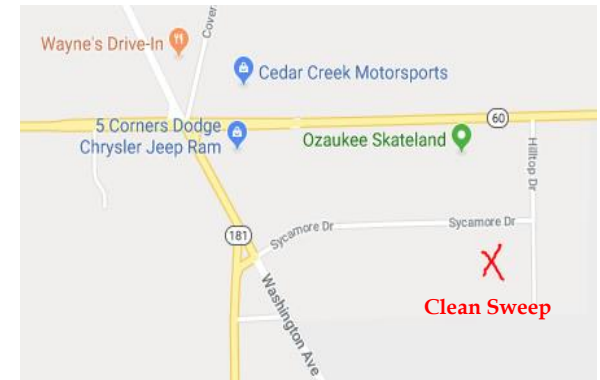 Cover
Wayne's Drive-In
Cedar Creek Motorsports
60
5 Corners Dodge
Chrysler Jeep Ram
Ozaukee Skateland
Hilltop Dr
Sycamore Dr
Sycamore Dr
181
X
Washington Ave
Clean Sweep